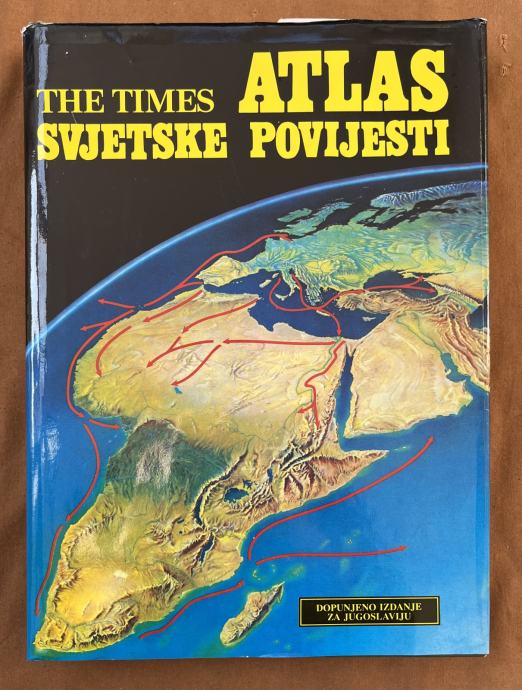 THE TIMES ATLAS
SVJETSKE POVIJESTI
DOPUNJENO IZDANJE
ZA JUGOSLAVIJU